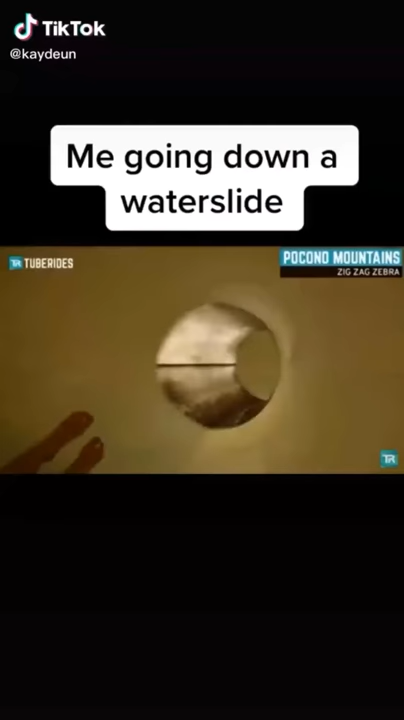 TikTok
@kaydeun
Me going down a
waterslide
TR TUBERIDES
POCONO MOUNTAINS
ZIG ZAG ZEBRA
TR